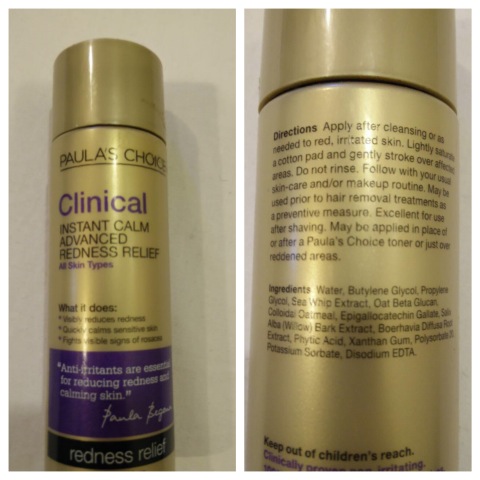 PAULA'S CHOICE
Clinical
INSTANT CALM
ADVANCED
REDNESS RELIEF
All Skin Types
What it does:
* Visibly reduces redness
* Quickly calms sensitive skin
* Fights visible signs of rosacea
"Anti-irritants are essential
for reducing redness and
calming skin."
Paula Begoun
redness relief
Directions Apply after cleansing or as
needed to red, irritated skin. Lightly saturate
a cotton pad and gently stroke over affected
areas. Do not rinse. Follow with your usual
skin-care and/or makeup routine. May be
used prior to hair removal treatments as
a preventive measure. Excellent for use
after shaving. May be applied in place of
or after a Paula's Choice toner or just over
reddened areas.
Ingredients Water, Butylene Glycol, Propylene
Glycol, Sea Whip Extract, Oat Beta Glucan,
Colloidal Oatmeal, Epigallocatechin Gallate, Salix
Alba (Willow) Bark Extract, Boerhavia Diffusa Root
Extract, Phytic Acid, Xanthan Gum, Polysorbate 20,
Potassium Sorbate, Disodium EDTA.
Keep out of children's reach.
Clinically proven non-irritating.